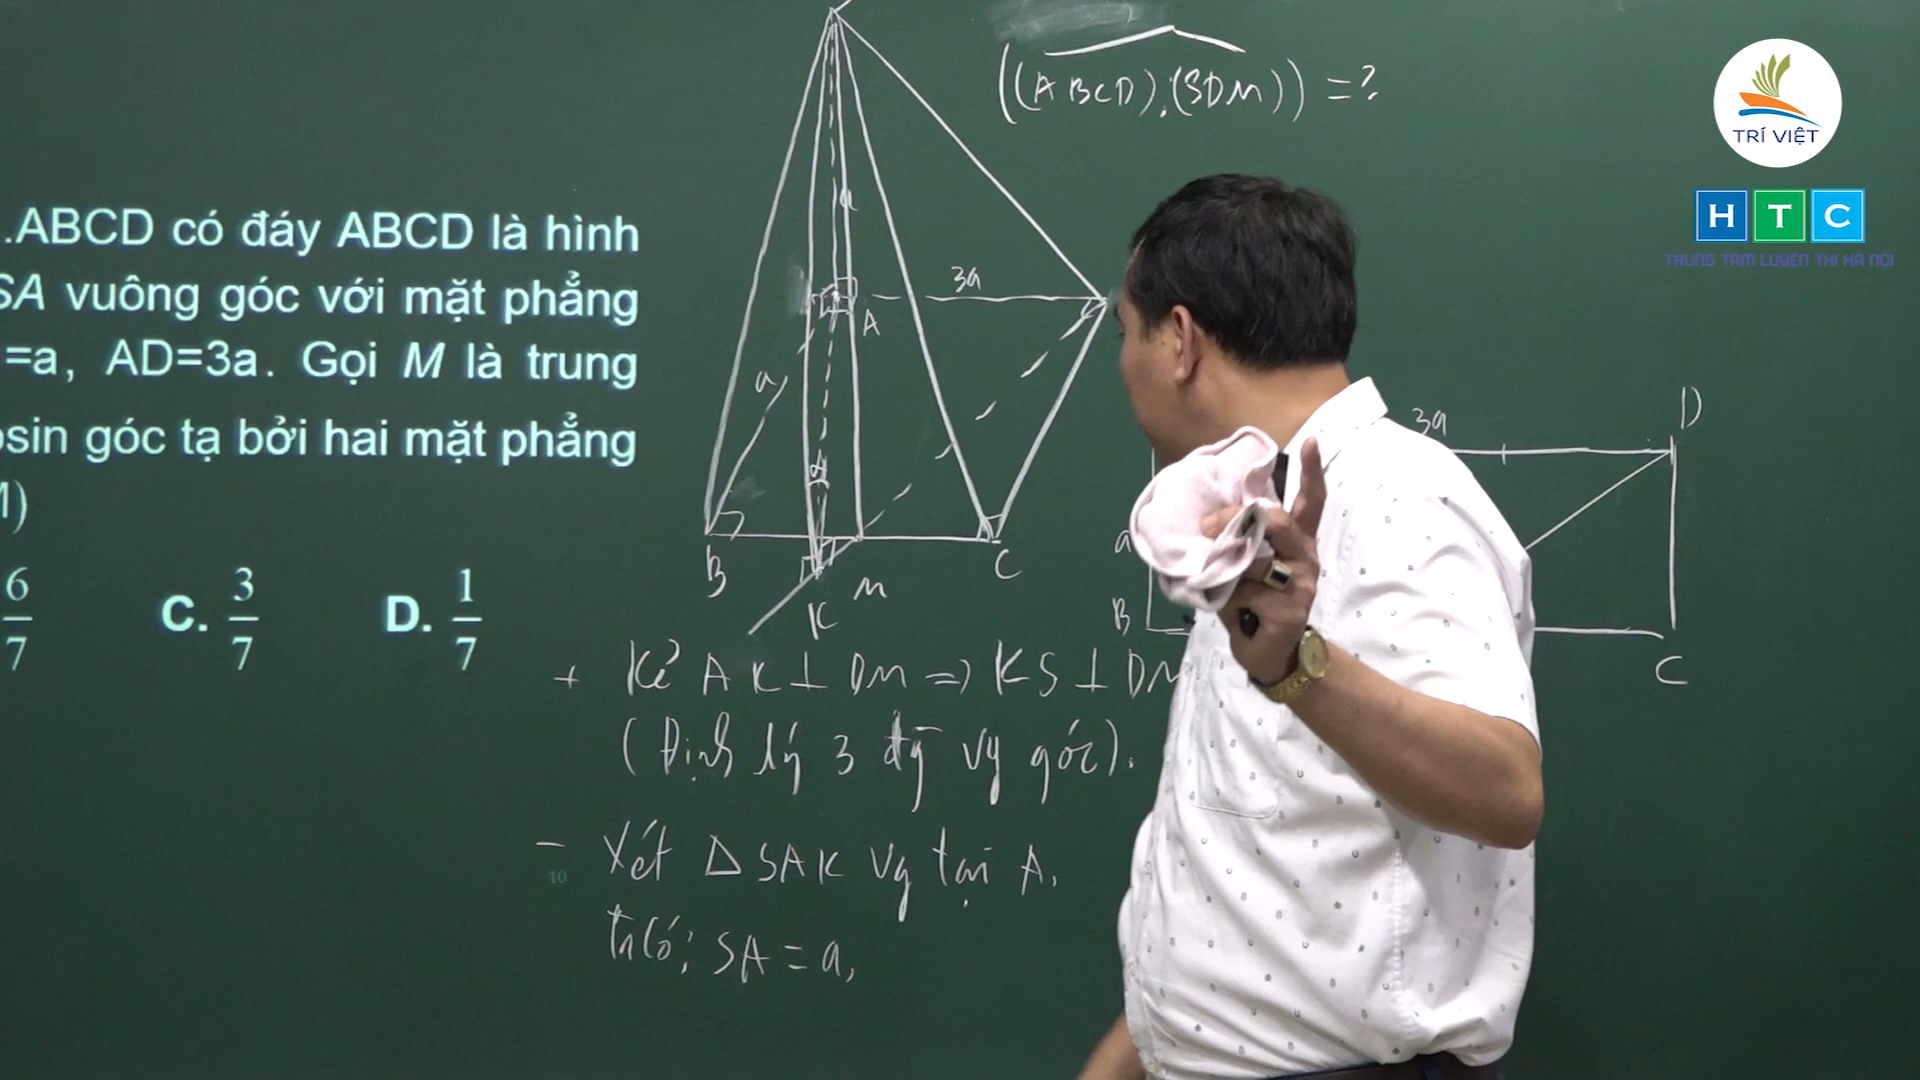 ((ABCD);(SDM)) = ?
TRÍ VIỆT
H T C
TRUNG TÂM LUYỆN THI HÀ NỘI
.ABCD có đáy ABCD là hình
SA vuông góc với mặt phẳng
=a, AD=3a. Gọi M là trung
osin góc tạ bởi hai mặt phẳng
M)
6/7 C. 3/7 D. 1/7
a
3a
A
a
α
B
C
M
K
3a
D
a
B
C
+ Kẻ AK⊥DM => KS⊥DM
(Định lý 3 đg vg góc).
- Xét Δ SAK vg tại A,
10
ta có: SA = a,